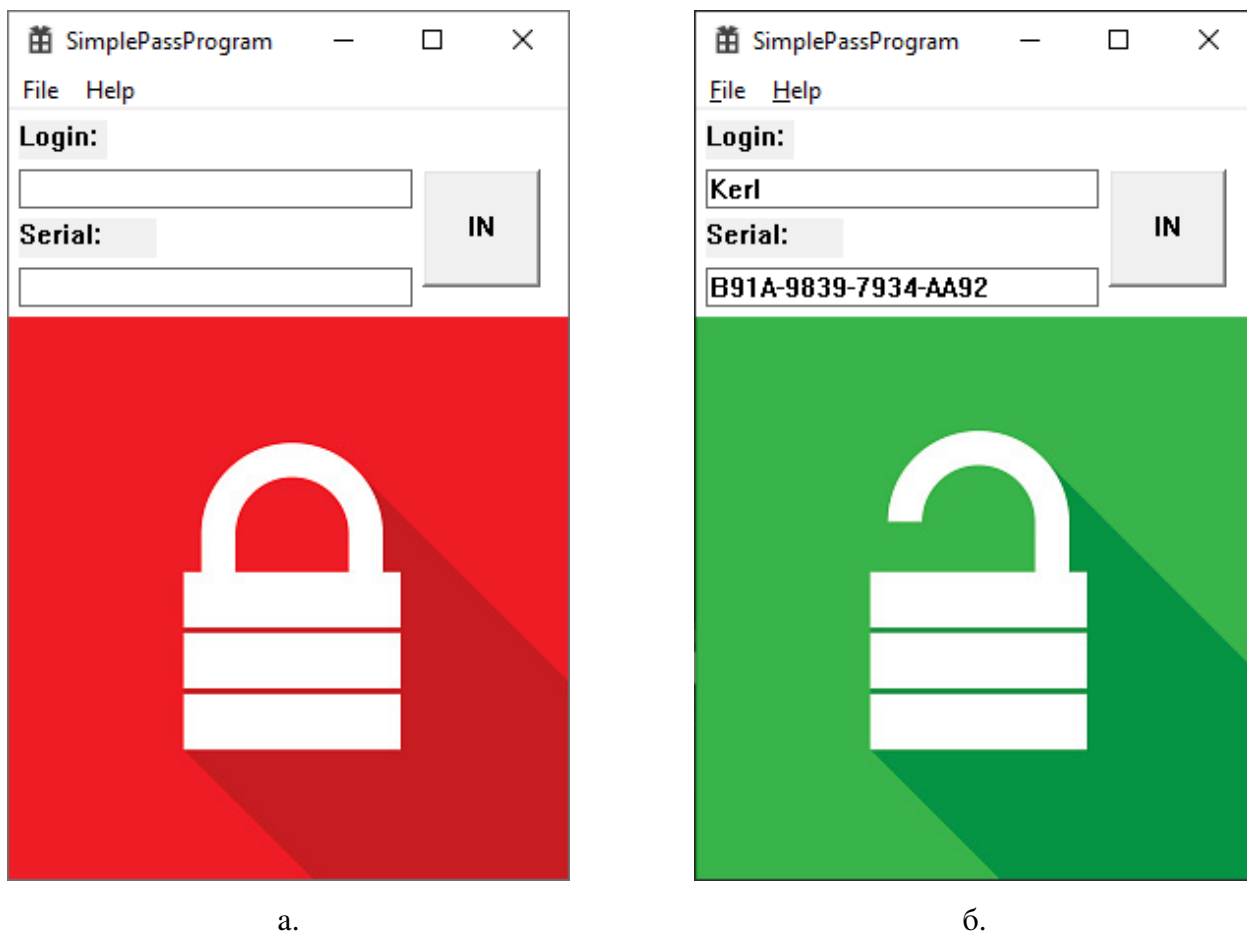 SimplePassProgram
File Help
Login:
IN
Serial:
а.
SimplePassProgram
File Help
Login:
Kerl
IN
Serial:
B91A-9839-7934-AA92
б.